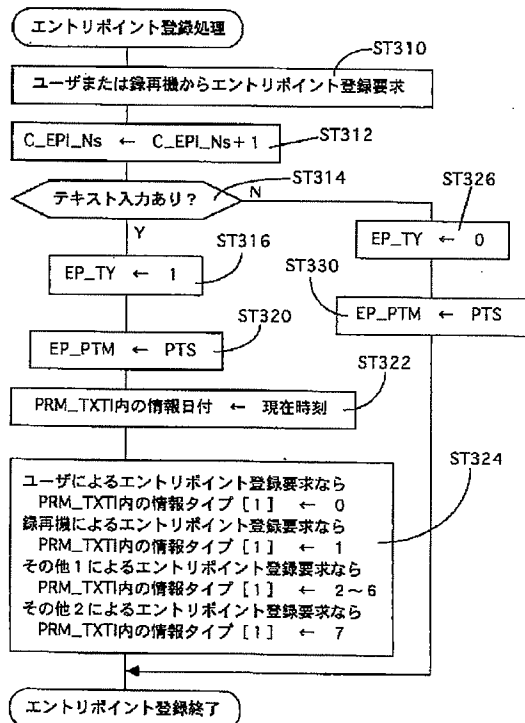 エントリポイント登録処理
ST310
ユーザまたは録再機からエントリポイント登録要求
ST312
C_EPI_Ns ← C_EPI_Ns+1
ST314
テキスト入力あり?
N
ST326
Y
EP_TY ← 0
ST316
EP_TY ← 1
ST330
EP_PTM ← PTS
ST320
EP_PTM ← PTS
ST322
PRM_TXTI内の情報日付 ← 現在時刻
ST324
ユーザによるエントリポイント登録要求なら
PRM_TXTI内の情報タイプ[1] ← 0
録再機によるエントリポイント登録要求なら
PRM_TXTI内の情報タイプ[1] ← 1
その他1によるエントリポイント登録要求なら
PRM_TXTI内の情報タイプ[1] ← 2~6
その他2によるエントリポイント登録要求なら
PRM_TXTI内の情報タイプ[1] ← 7
エントリポイント登録終了